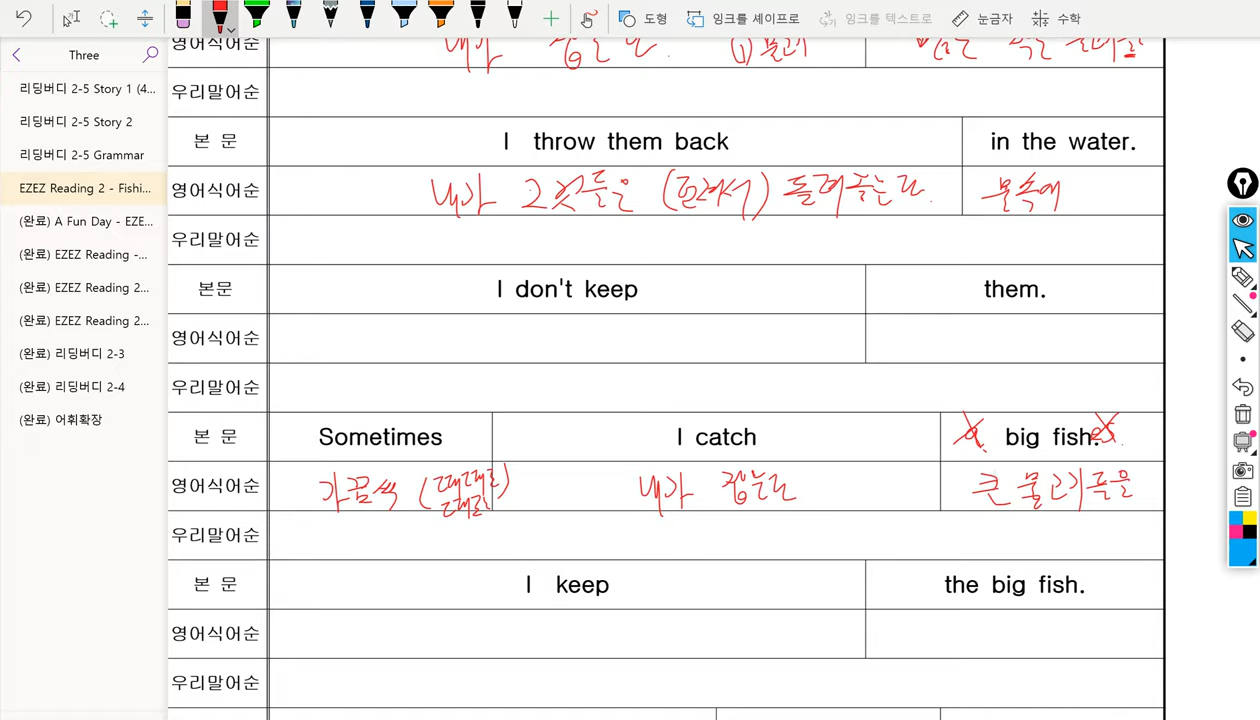 도형 잉크를 셰이프로 잉크를 텍스트로 눈금자 수학
Three
리딩버디 2-5 Story 1 (4...
리딩버디 2-5 Story 2
리딩버디 2-5 Grammar
EZEZ Reading 2 - Fishi...
(완료) A Fun Day - EZE...
(완료) EZEZ Reading -...
(완료) EZEZ Reading 2...
(완료) EZEZ Reading 2...
(완료) 리딩버디 2-3
(완료) 리딩버디 2-4
(완료) 어휘확장
영어식어순 내가 잡는다.
우리말어순
본 문 I throw them back in the water.
영어식어순 내가 그것들을 (던져서) 돌려주는다. 물속에
우리말어순
본문 I don't keep them.
영어식어순
우리말어순
본 문 Sometimes I catch a big fish.es.
영어식어순 가끔씩 (때때로) 내가 잡는다 큰 물고기들을
우리말어순
본 문 I keep the big fish.
영어식어순
우리말어순